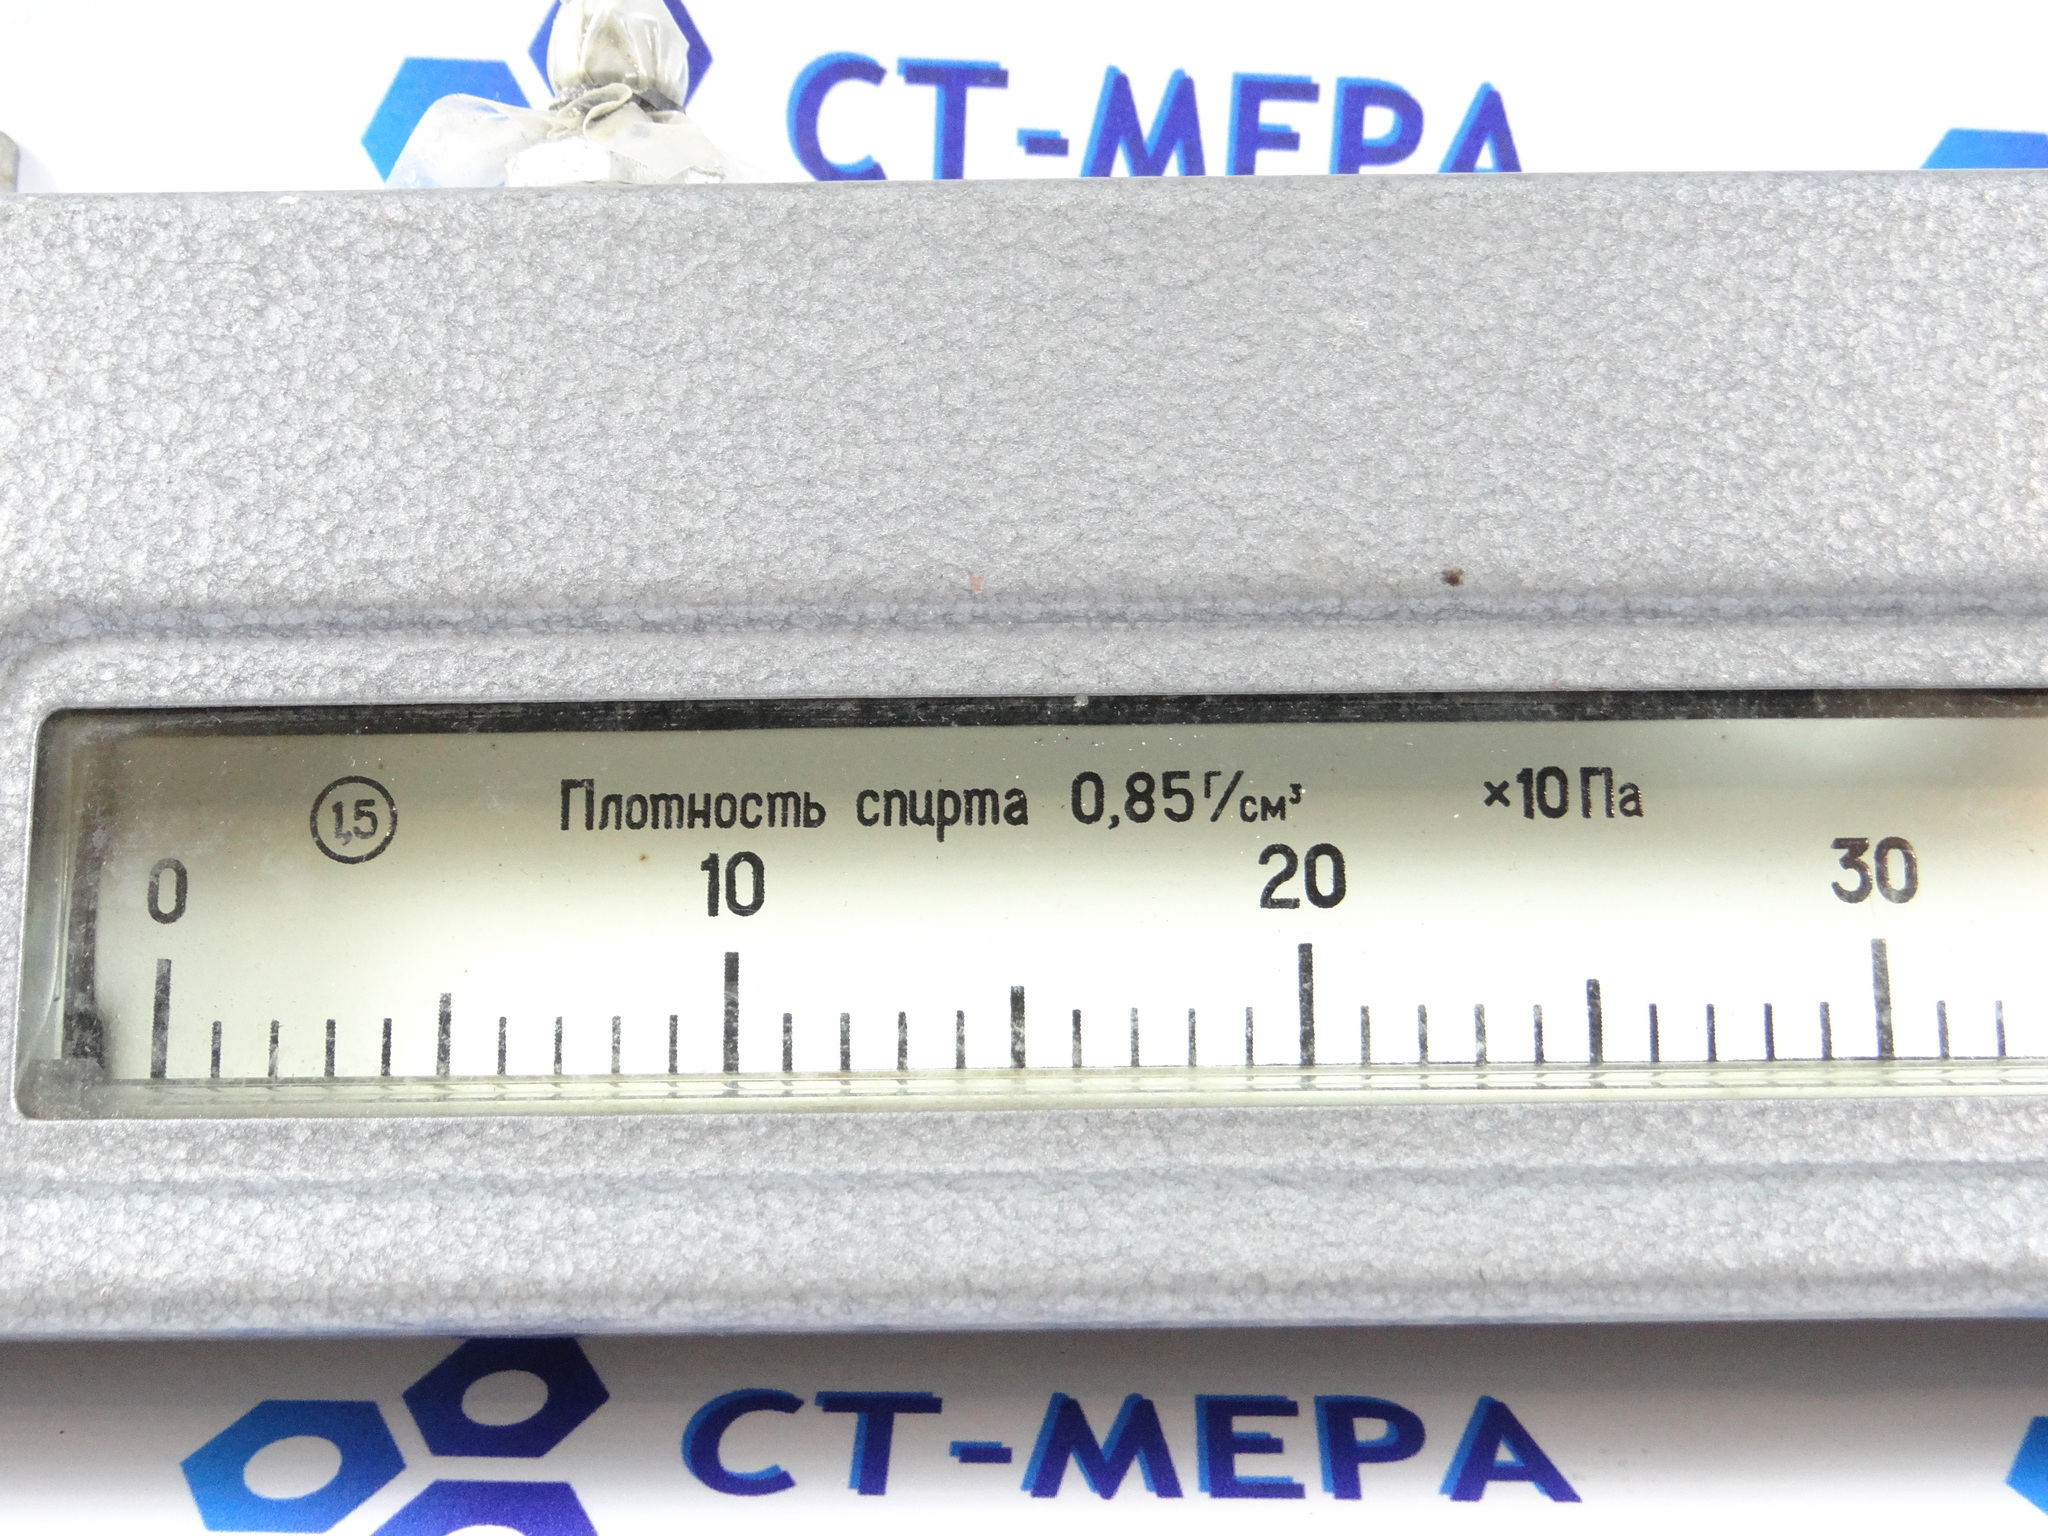 СТ-МЕРА
1,5
Плотность спирта 0,85 г/см³ ×10 Па
0 10 20 30
СТ-МЕРА